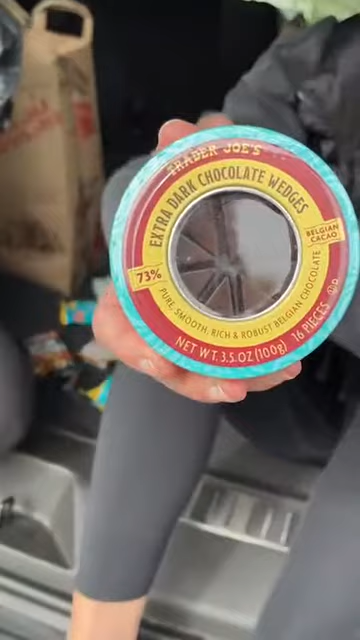 TRADER JOE'S
EXTRA DARK CHOCOLATE WEDGES
BELGIAN
CACAO
73%
PURE, SMOOTH, RICH & ROBUST BELGIAN CHOCOLATE
NET WT. 3.5 OZ (100g) 16 PIECES